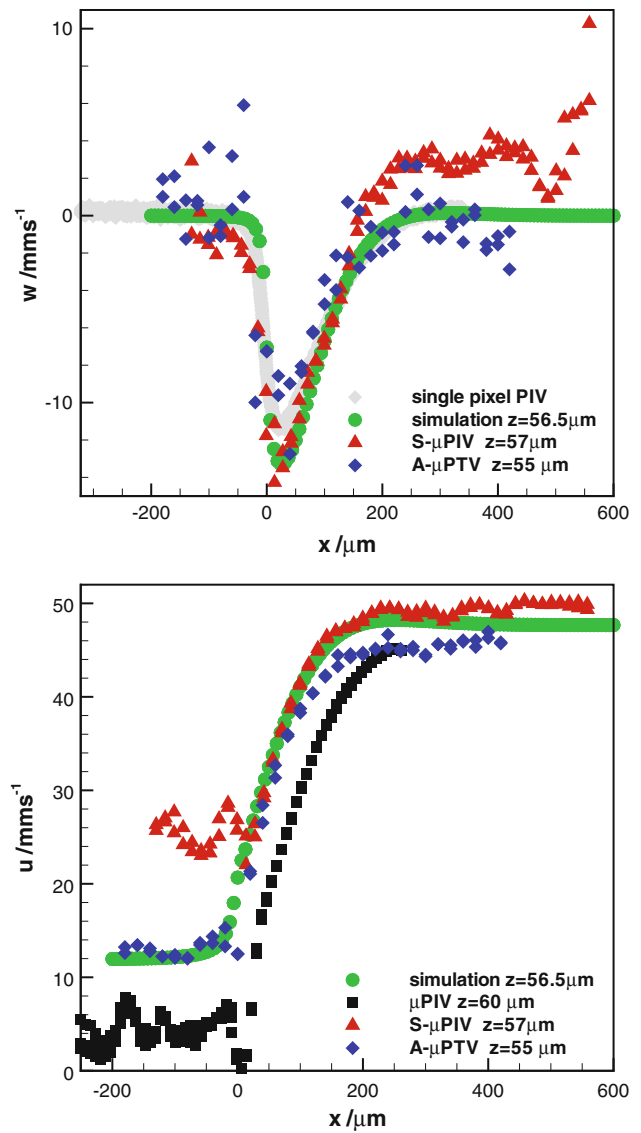 10
0
-10
w /mms⁻¹
single pixel PIV
simulation z=56.5μm
S-μPIV z=57μm
A-μPTV z=55 μm
-200 0 200 400 600
x /μm
50
40
30
20
10
0
u /mms⁻¹
simulation z=56.5μm
μPIV z=60 μm
S-μPIV z=57μm
A-μPTV z=55 μm
-200 0 200 400 600
x /μm